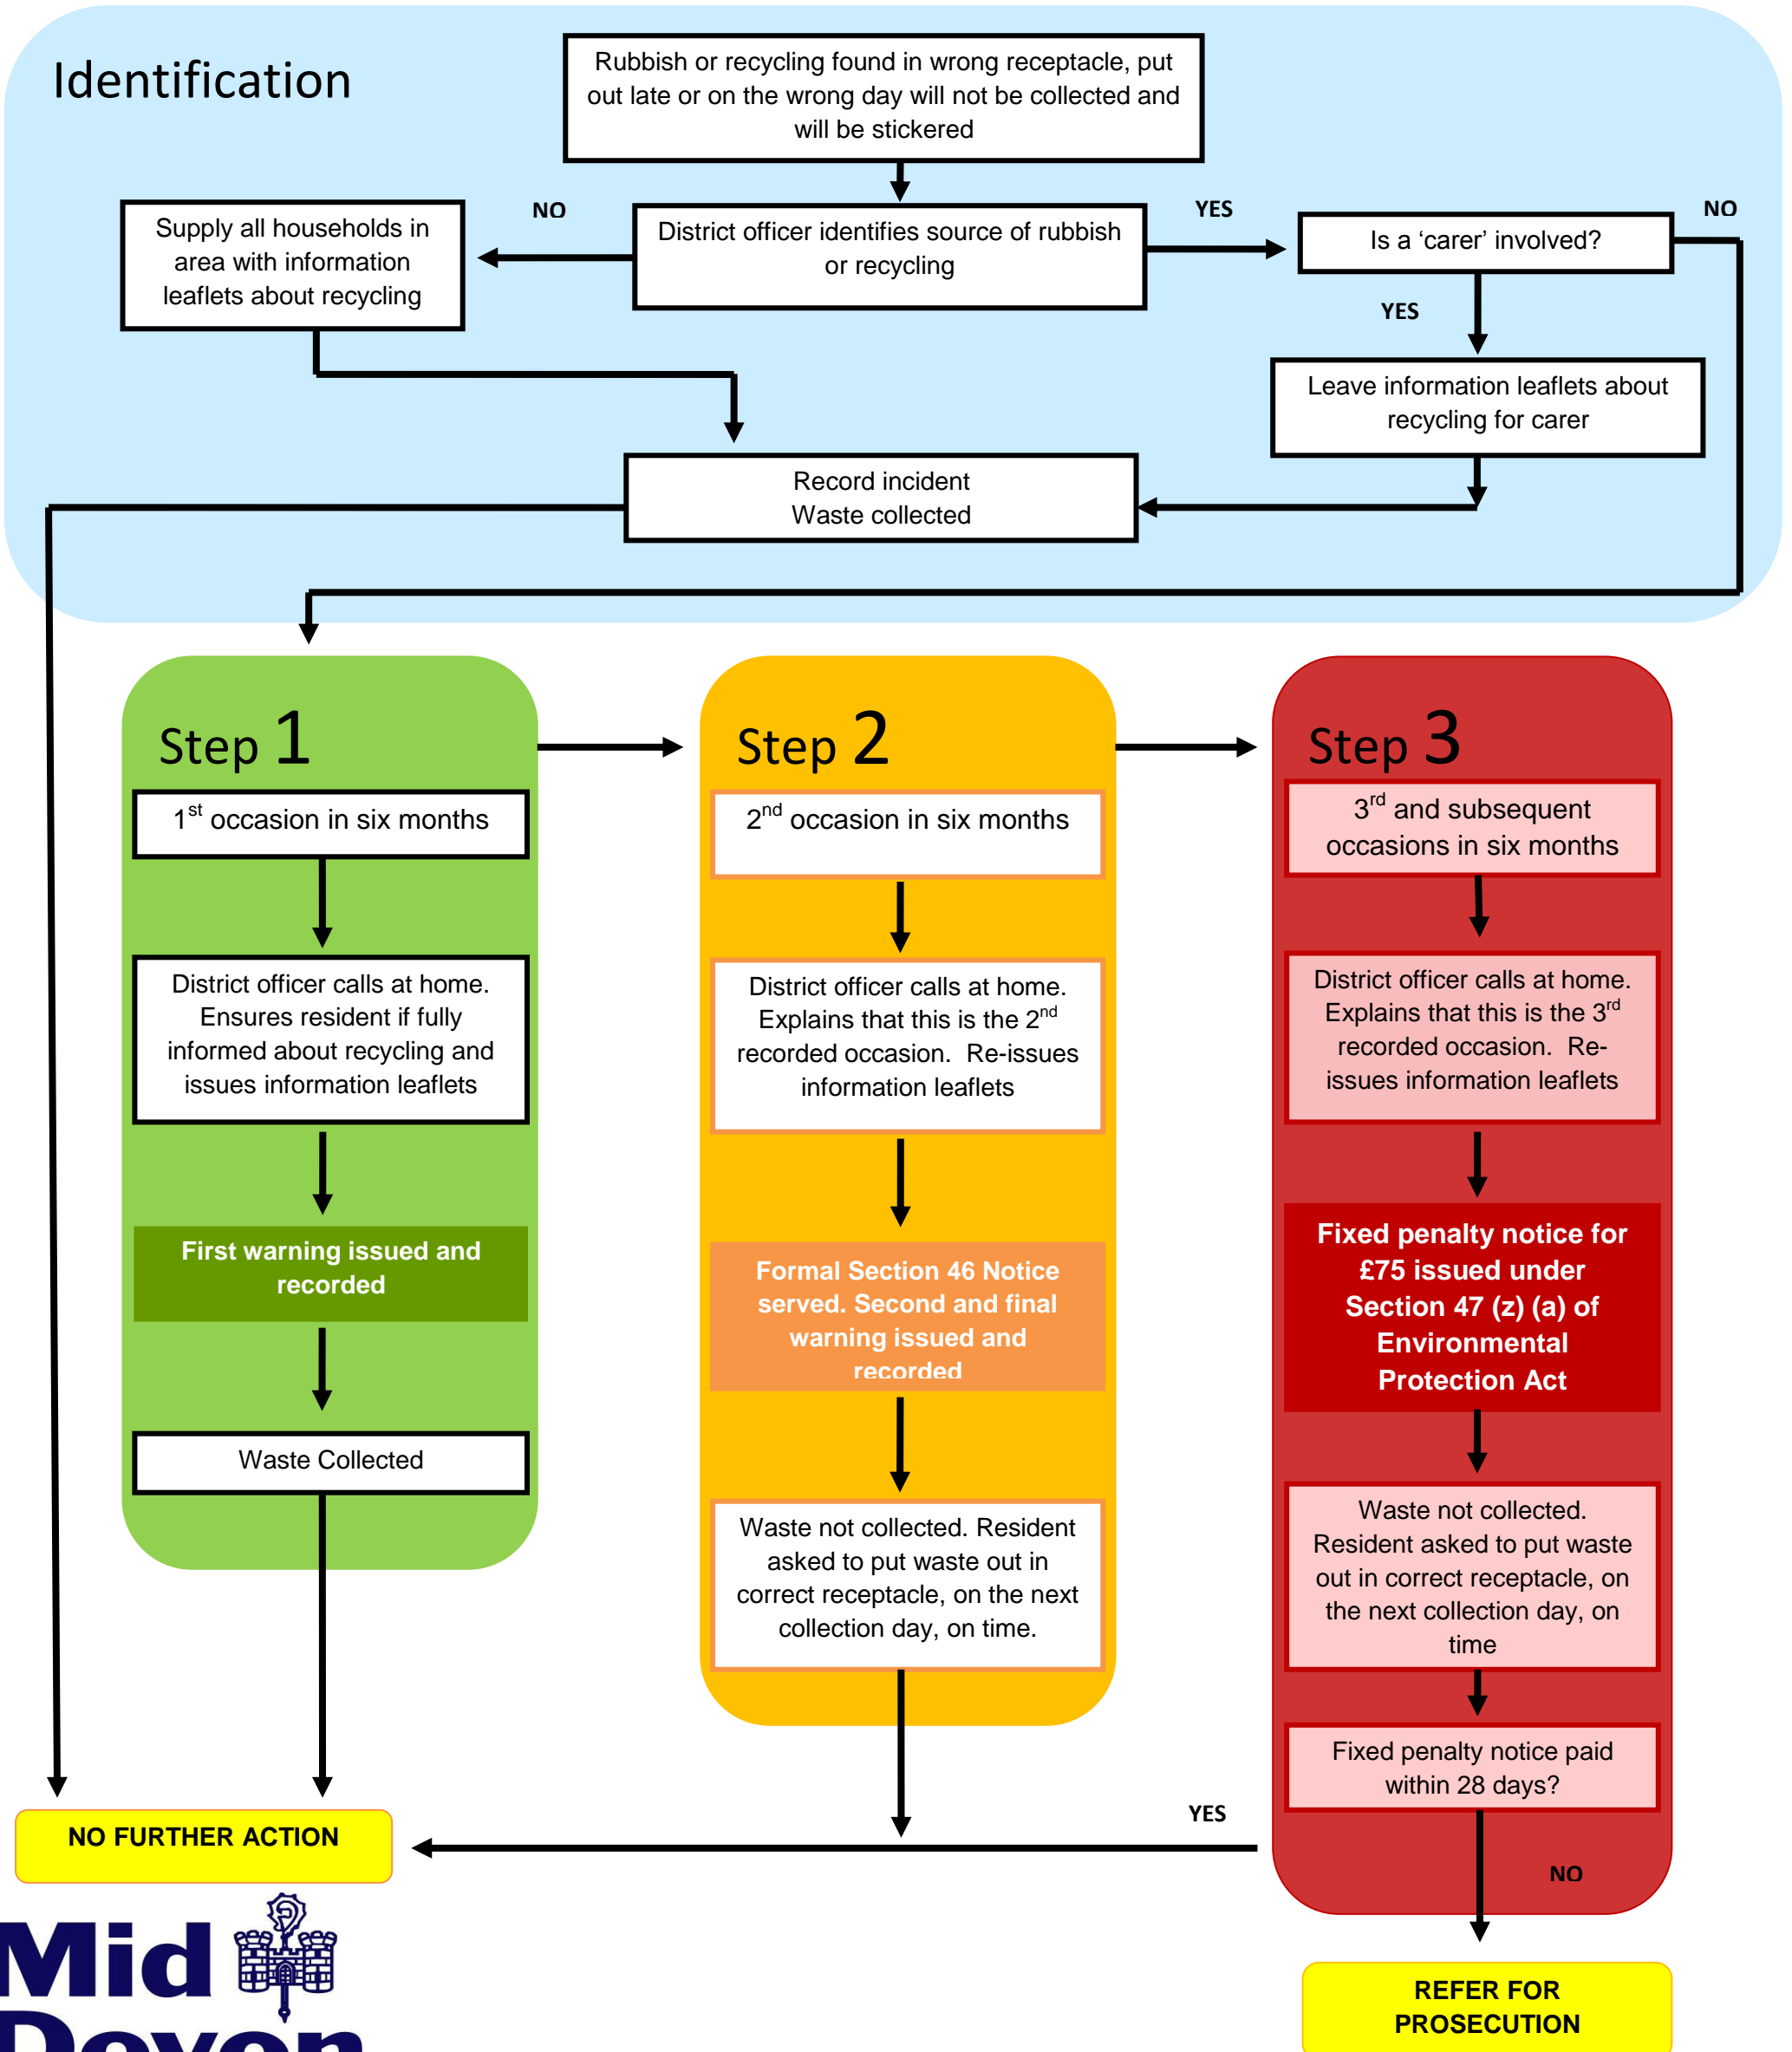 Identification
Rubbish or recycling found in wrong receptacle, put
out late or on the wrong day will not be collected and
will be stickered
Supply all households in
area with information
leaflets about recycling
NO
District officer identifies source of rubbish
or recycling
YES
Is a ‘carer’ involved?
NO
YES
Leave information leaflets about
recycling for carer
Record incident
Waste collected
Step 1
1st occasion in six months
District officer calls at home.
Ensures resident if fully
informed about recycling and
issues information leaflets
First warning issued and
recorded
Waste Collected
Step 2
2nd occasion in six months
District officer calls at home.
Explains that this is the 2nd
recorded occasion.  Re-issues
information leaflets
Formal Section 46 Notice
served. Second and final
warning issued and
recorded
Waste not collected. Resident
asked to put waste out in
correct receptacle, on the next
collection day, on time.
Step 3
3rd and subsequent
occasions in six months
District officer calls at home.
Explains that this is the 3rd
recorded occasion.  Re-
issues information leaflets
Fixed penalty notice for
£75 issued under
Section 47 (z) (a) of
Environmental
Protection Act
Waste not collected.
Resident asked to put waste
out in correct receptacle, on
the next collection day, on
time
Fixed penalty notice paid
within 28 days?
YES
NO
NO FURTHER ACTION
REFER FOR
PROSECUTION
Mid
Devon